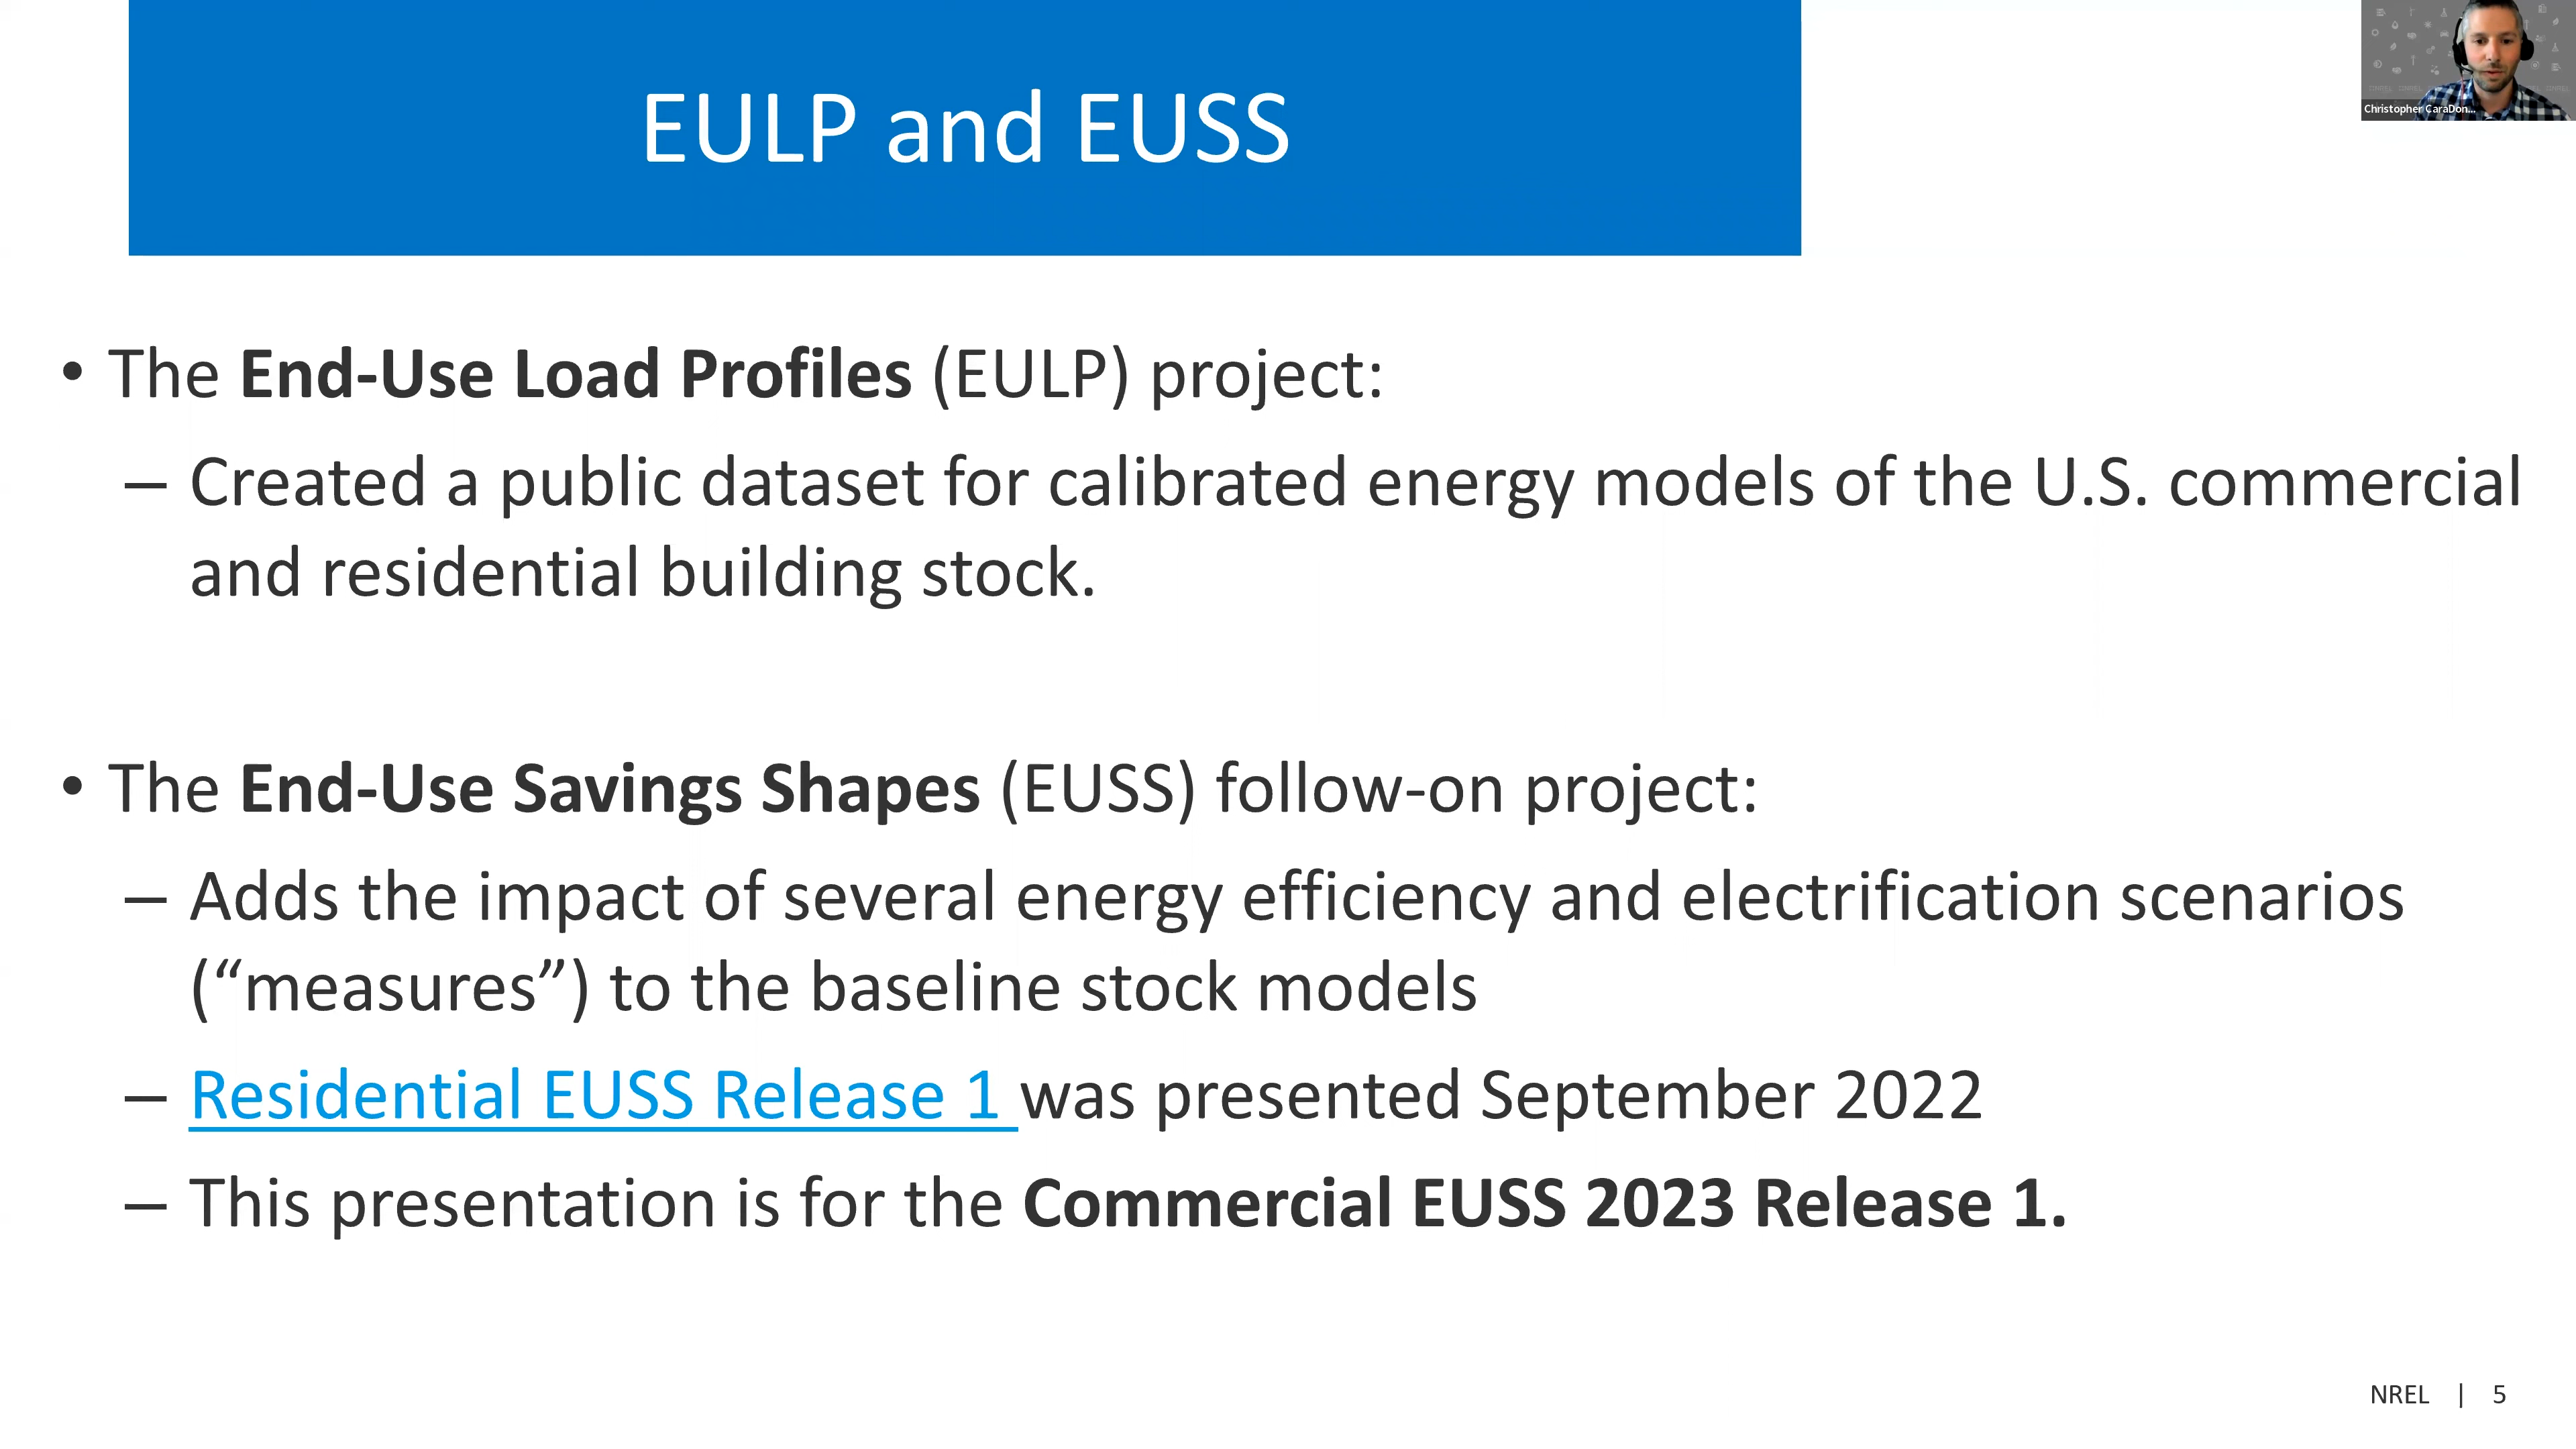 EULP and EUSS
Christopher CaraDon...
• The End-Use Load Profiles (EULP) project:
– Created a public dataset for calibrated energy models of the U.S. commercial
and residential building stock.
• The End-Use Savings Shapes (EUSS) follow-on project:
– Adds the impact of several energy efficiency and electrification scenarios
(“measures”) to the baseline stock models
– Residential EUSS Release 1 was presented September 2022
– This presentation is for the Commercial EUSS 2023 Release 1.
NREL | 5